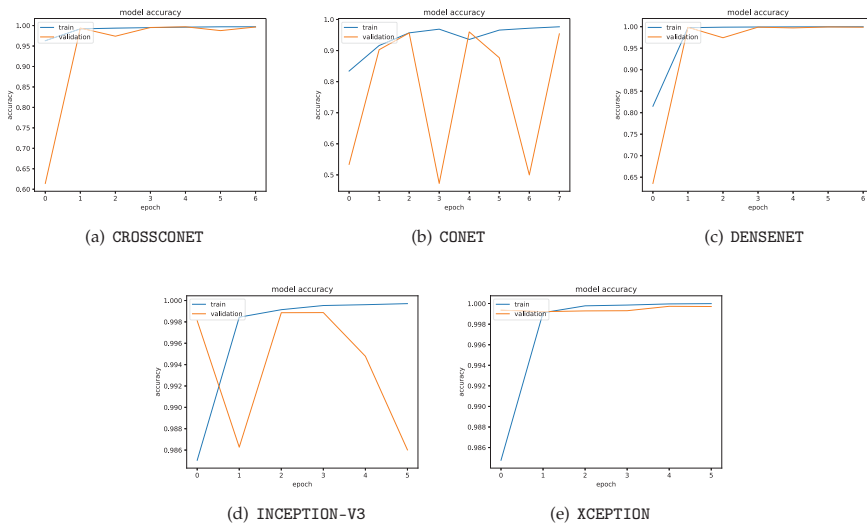 model accuracy
train
validation
accuracy
1.00
0.95
0.90
0.85
0.80
0.75
0.70
0.65
0.60
0 1 2 3 4 5 6
epoch
(a) CROSSCONET
model accuracy
train
validation
accuracy
1.0
0.9
0.8
0.7
0.6
0.5
0 1 2 3 4 5 6 7
epoch
(b) CONET
model accuracy
train
validation
accuracy
1.00
0.95
0.90
0.85
0.80
0.75
0.70
0.65
0 1 2 3 4 5 6
epoch
(c) DENSENET
model accuracy
train
validation
accuracy
1.000
0.998
0.996
0.994
0.992
0.990
0.988
0.986
0 1 2 3 4 5
epoch
(d) INCEPTION-V3
model accuracy
train
validation
accuracy
1.000
0.998
0.996
0.994
0.992
0.990
0.988
0.986
0 1 2 3 4 5
epoch
(e) XCEPTION